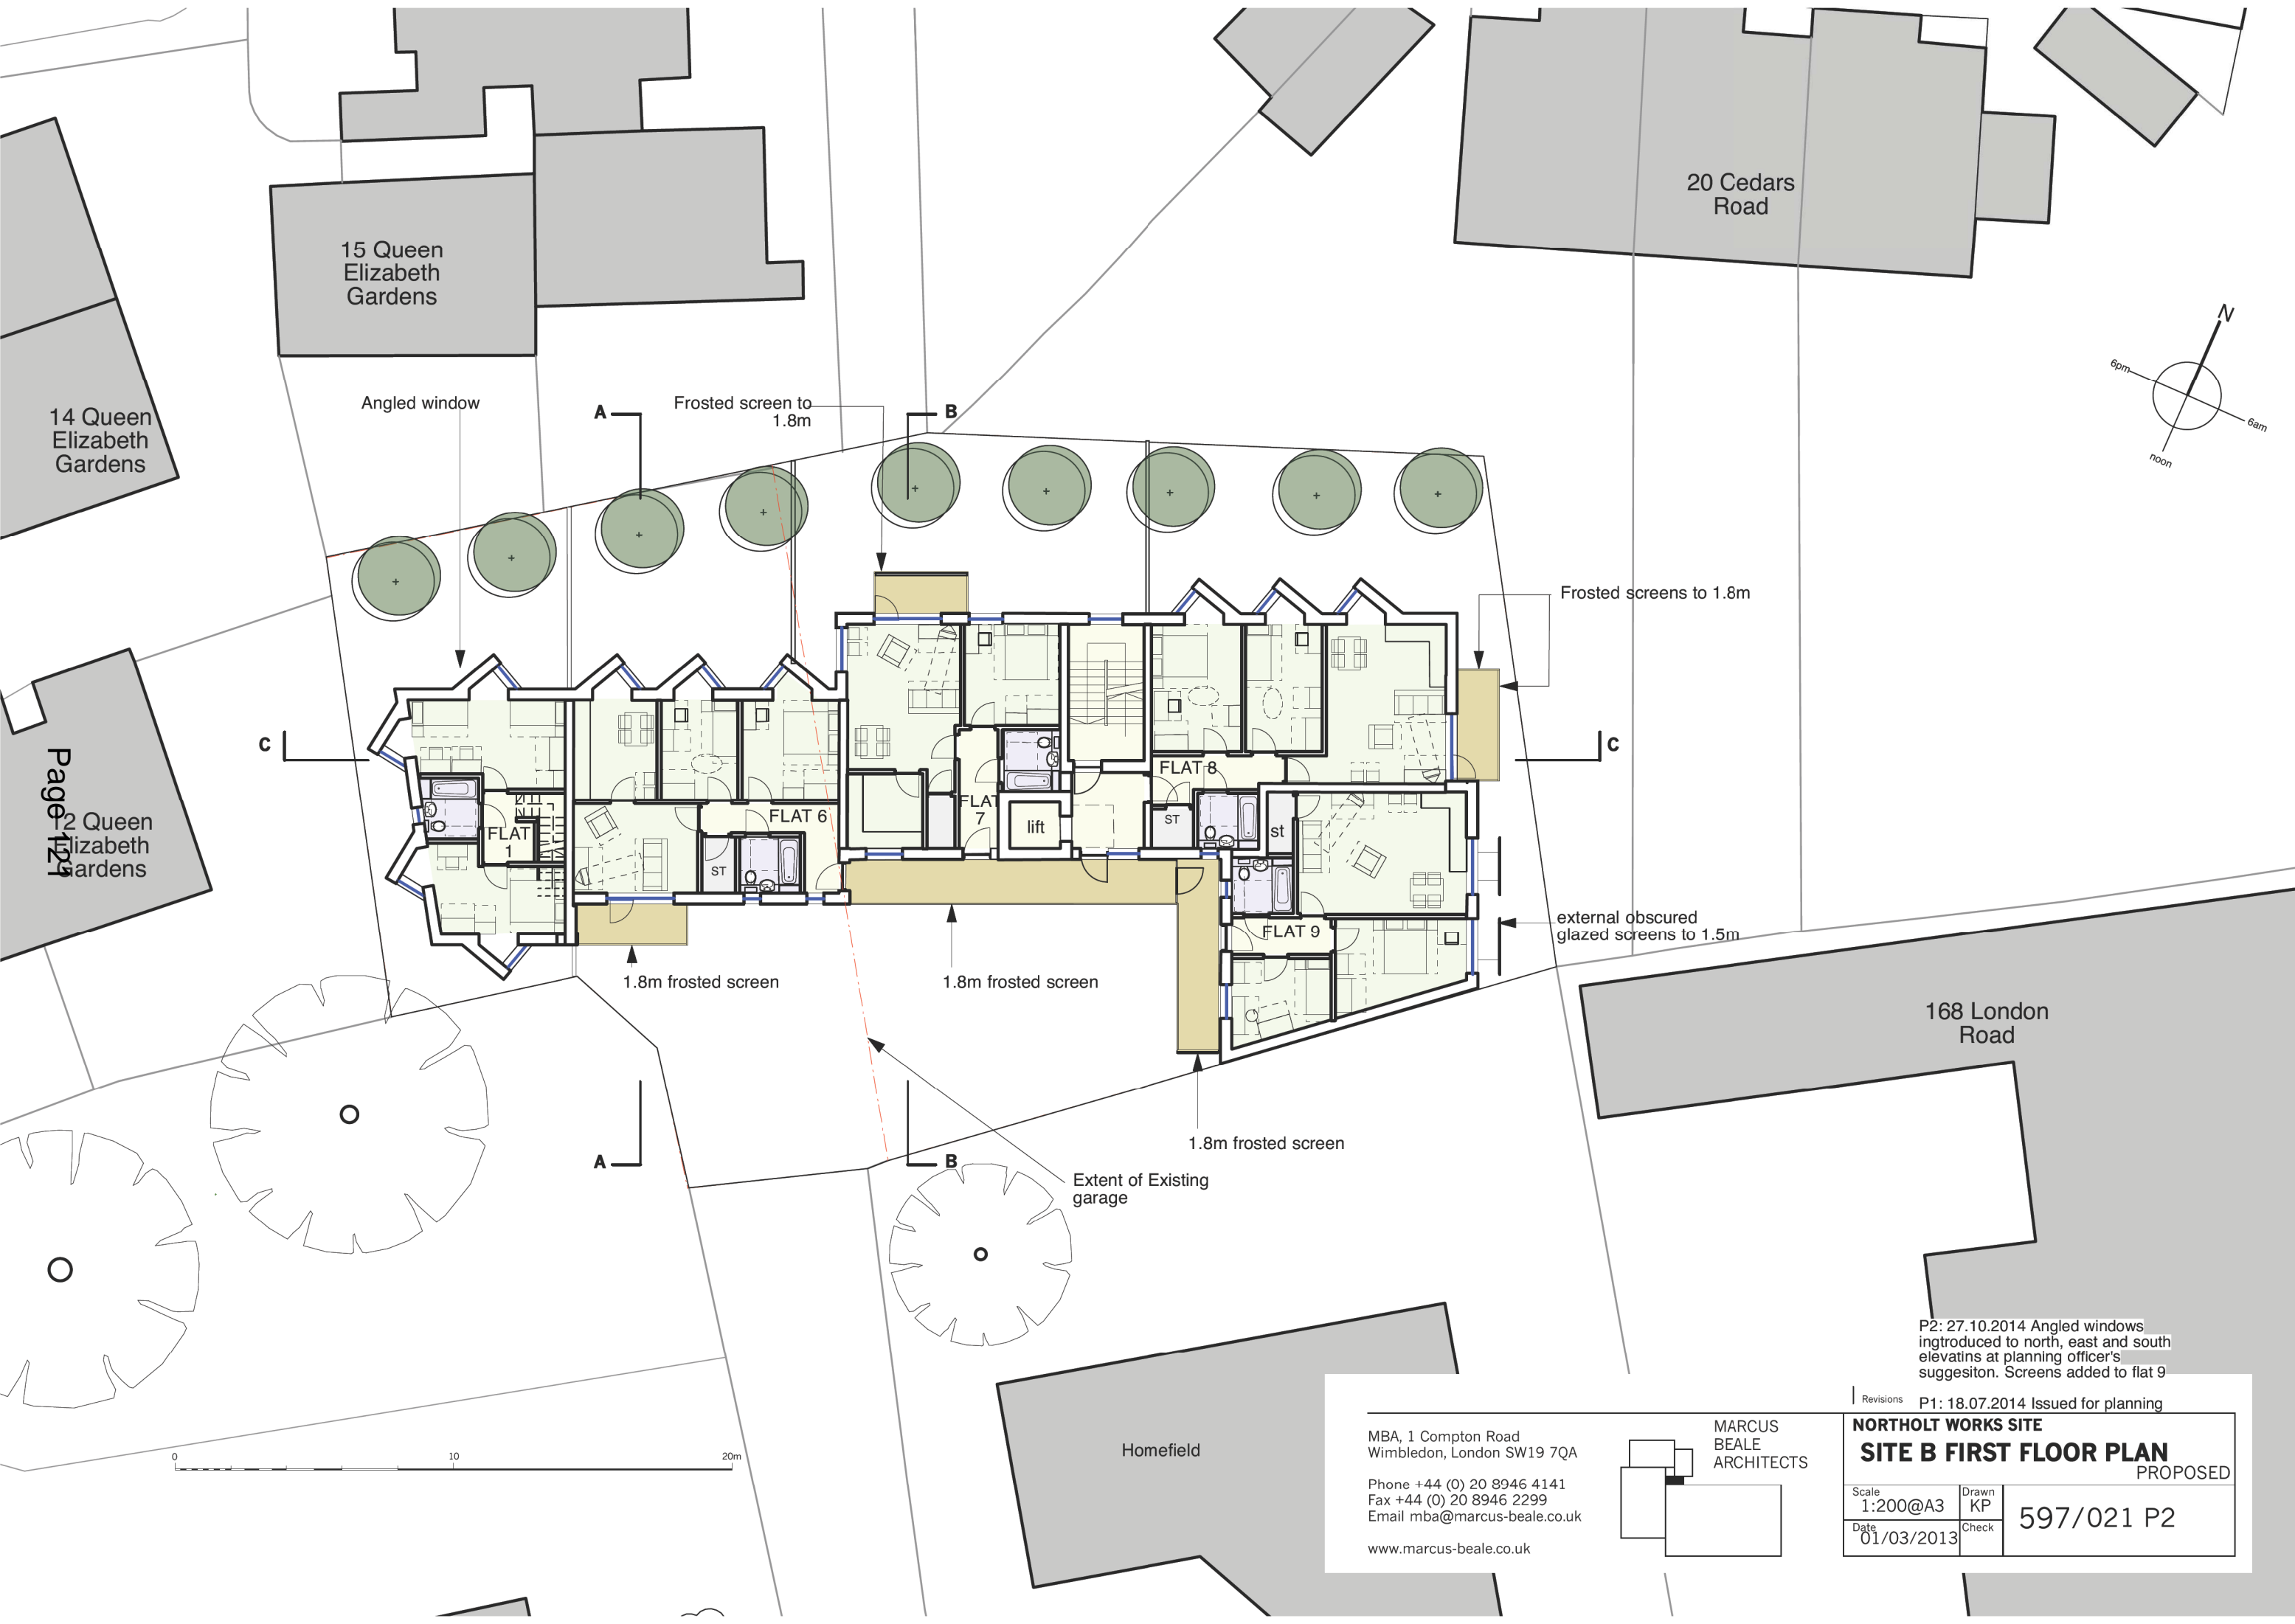 20 Cedars
Road
15 Queen
Elizabeth
Gardens
N
6pm
6am
noon
14 Queen
Elizabeth
Gardens
Angled window
A
Frosted screen to
1.8m
B
Frosted screens to 1.8m
C
C
Page 121
2 Queen
Elizabeth
Gardens
FLAT
1
FLAT 6
ST
FLAT
7
lift
FLAT 8
ST
st
FLAT 9
external obscured
glazed screens to 1.5m
1.8m frosted screen
1.8m frosted screen
168 London
Road
1.8m frosted screen
A
B
Extent of Existing
garage
Homefield
0
10
20m
P2: 27.10.2014 Angled windows
ingtroduced to north, east and south
elevatins at planning officer's
suggesiton. Screens added to flat 9
Revisions
P1: 18.07.2014 Issued for planning
MBA, 1 Compton Road
Wimbledon, London SW19 7QA
Phone +44 (0) 20 8946 4141
Fax +44 (0) 20 8946 2299
Email mba@marcus-beale.co.uk
www.marcus-beale.co.uk
MARCUS
BEALE
ARCHITECTS
NORTHOLT WORKS SITE
SITE B FIRST FLOOR PLAN
PROPOSED
Scale
1:200@A3
Drawn
KP
Date
01/03/2013
Check
597/021 P2